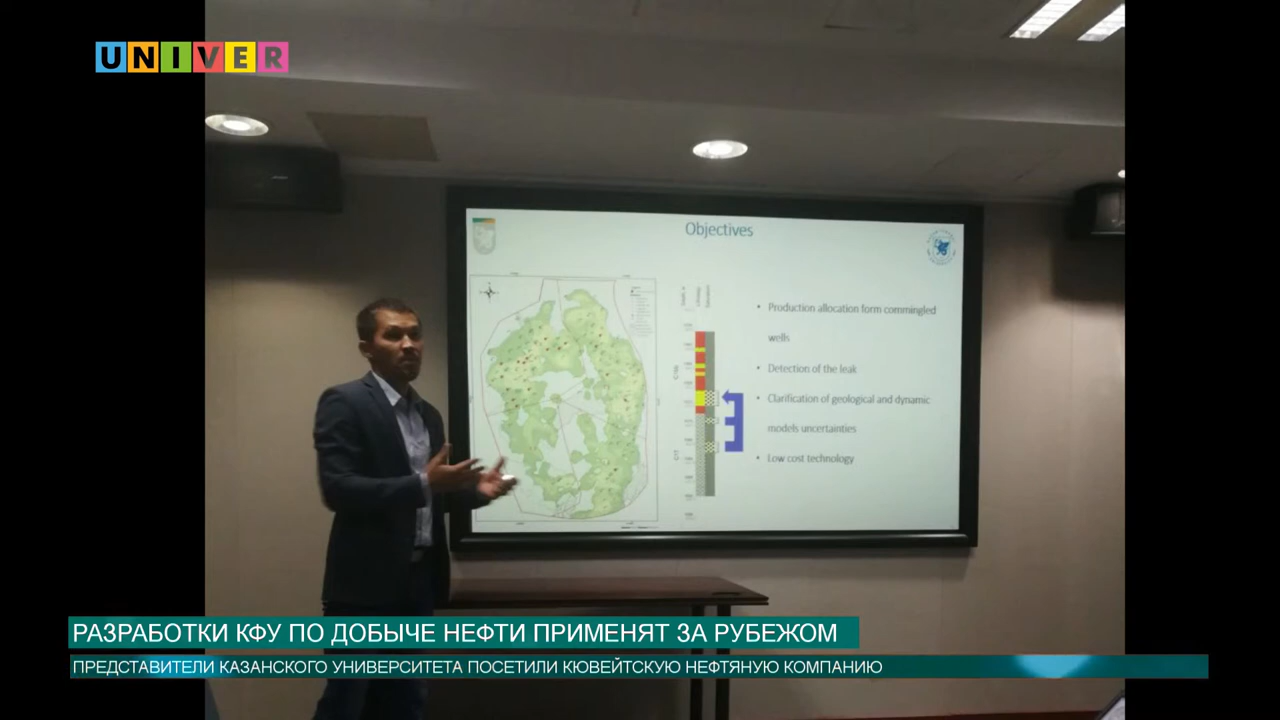 UNIVER
Objectives
• Production allocation form commingled
wells
• Detection of the leak
• Clarification of geological and dynamic
models uncertainties
• Low cost technology
РАЗРАБОТКИ КФУ ПО ДОБЫЧЕ НЕФТИ ПРИМЕНЯТ ЗА РУБЕЖОМ
ПРЕДСТАВИТЕЛИ КАЗАНСКОГО УНИВЕРСИТЕТА ПОСЕТИЛИ КЮВЕЙТСКУЮ НЕФТЯНУЮ КОМПАНИЮ